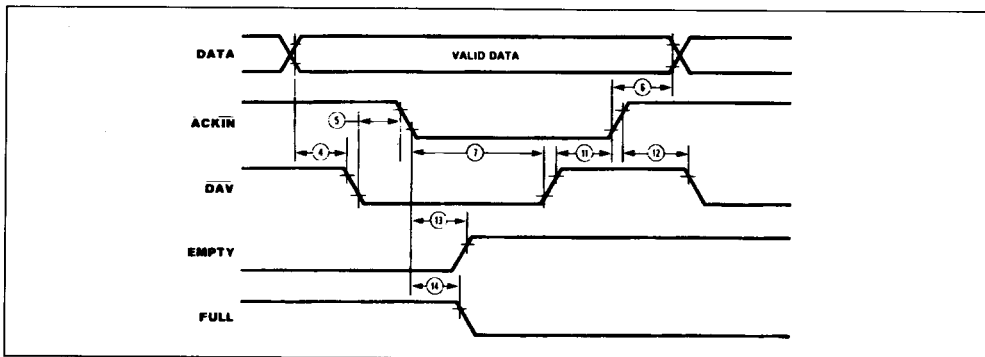 DATA
VALID DATA
6
ACKIN
5
4
7
11
12
DAV
13
EMPTY
14
FULL